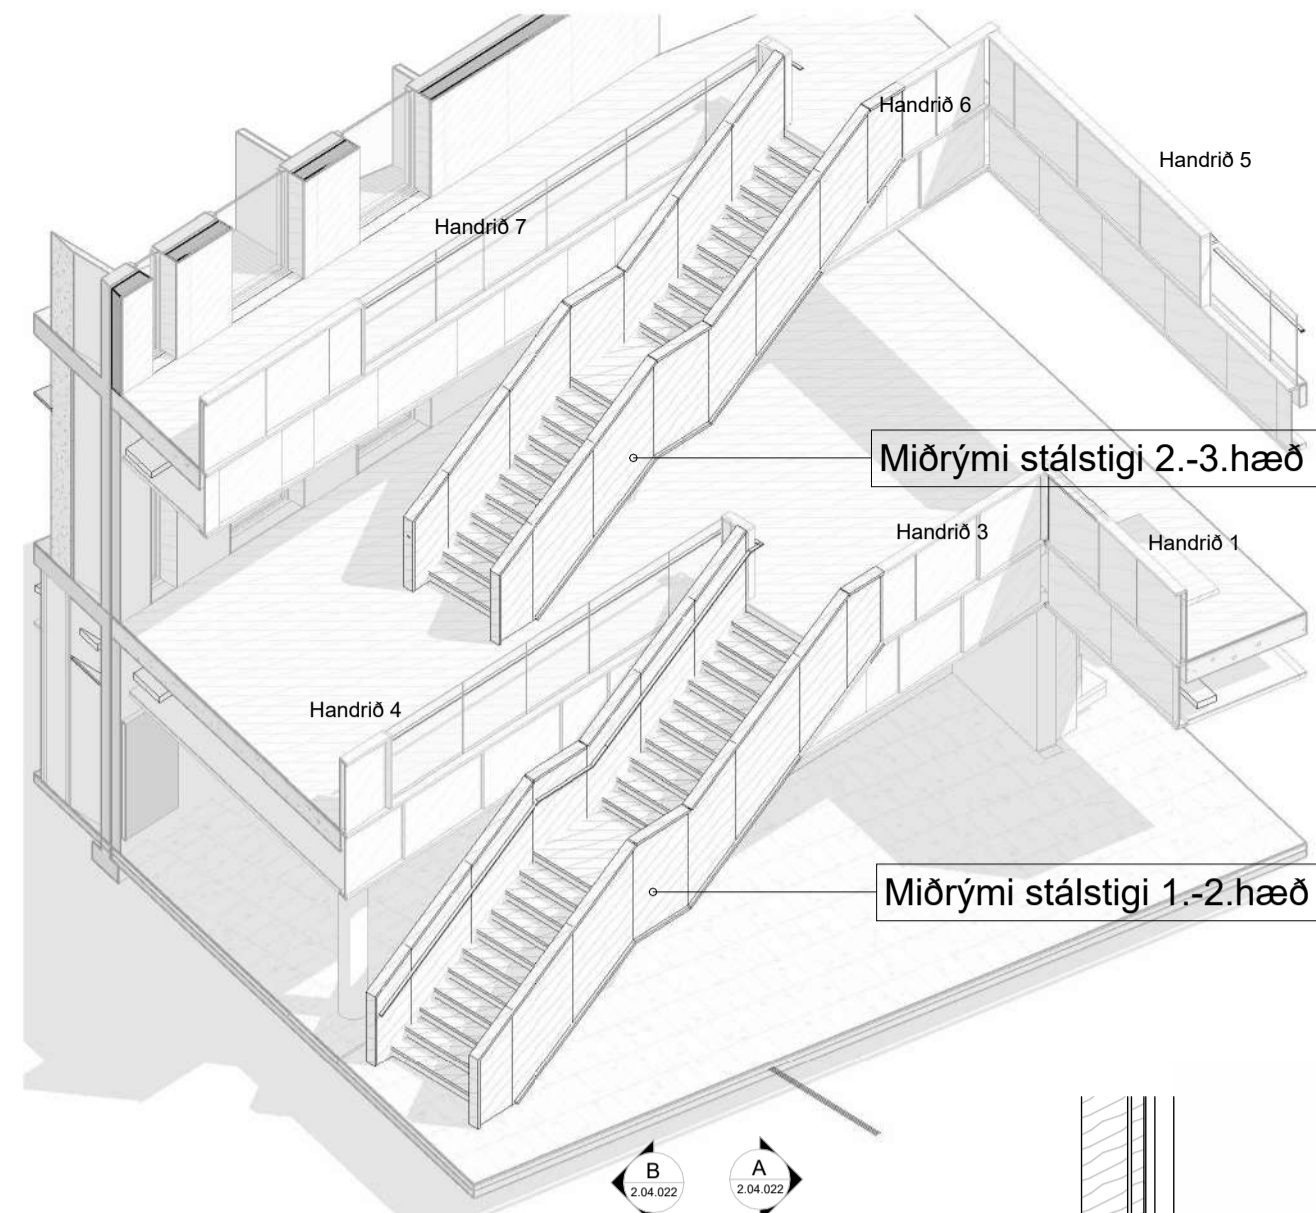 Handrið 6
Handrið 5
Handrið 7
Miðrými stálstigi 2.-3.hæð
Handrið 3
Handrið 1
Handrið 4
Miðrými stálstigi 1.-2.hæð
B
2.04.022
A
2.04.022